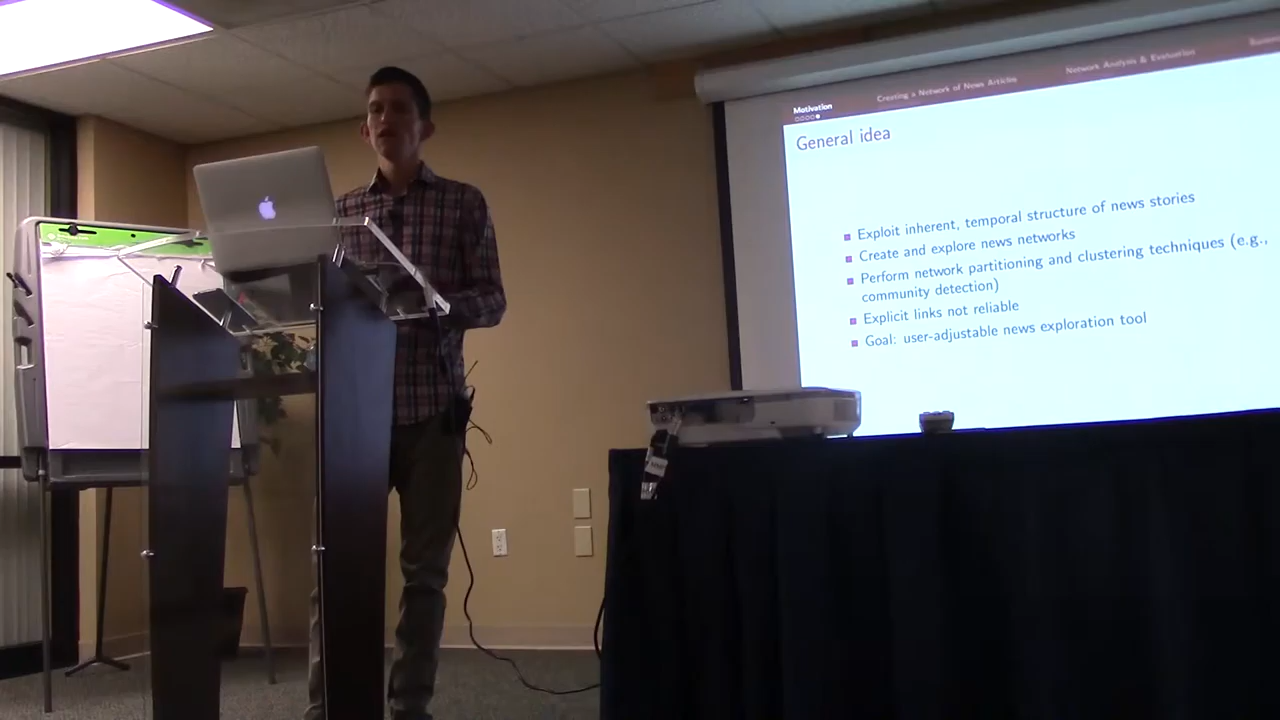 Motivation
Creating a Network of News Articles
Network Analysis & Evaluation
General idea
Exploit inherent, temporal structure of news stories
Create and explore news networks
Perform network partitioning and clustering techniques (e.g.,
community detection)
Explicit links not reliable
Goal: user-adjustable news exploration tool